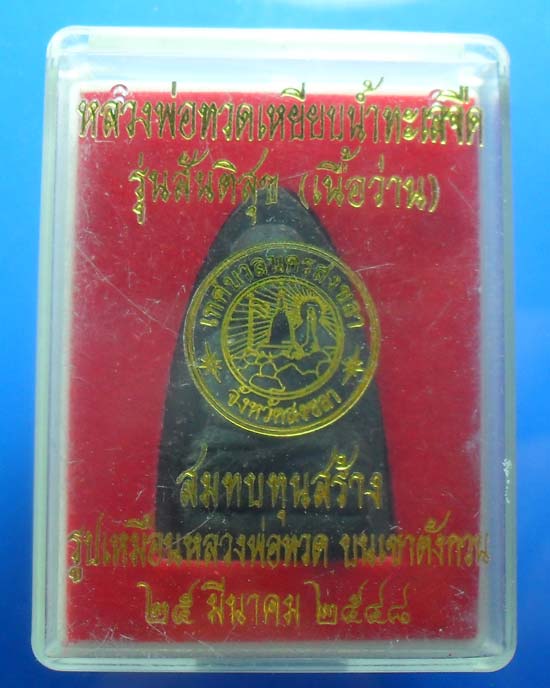 หลวงพ่อทวดเหยียบน้ำทะเลจืด
รุ่นสันติสุข (เนื้อว่าน)
เทศบาลนครสงขลา
จังหวัดสงขลา
สมทบทุนสร้าง
รูปเหมือนหลวงพ่อทวด บนเขาตังกวน
๒๕ มีนาคม ๒๕๔๘